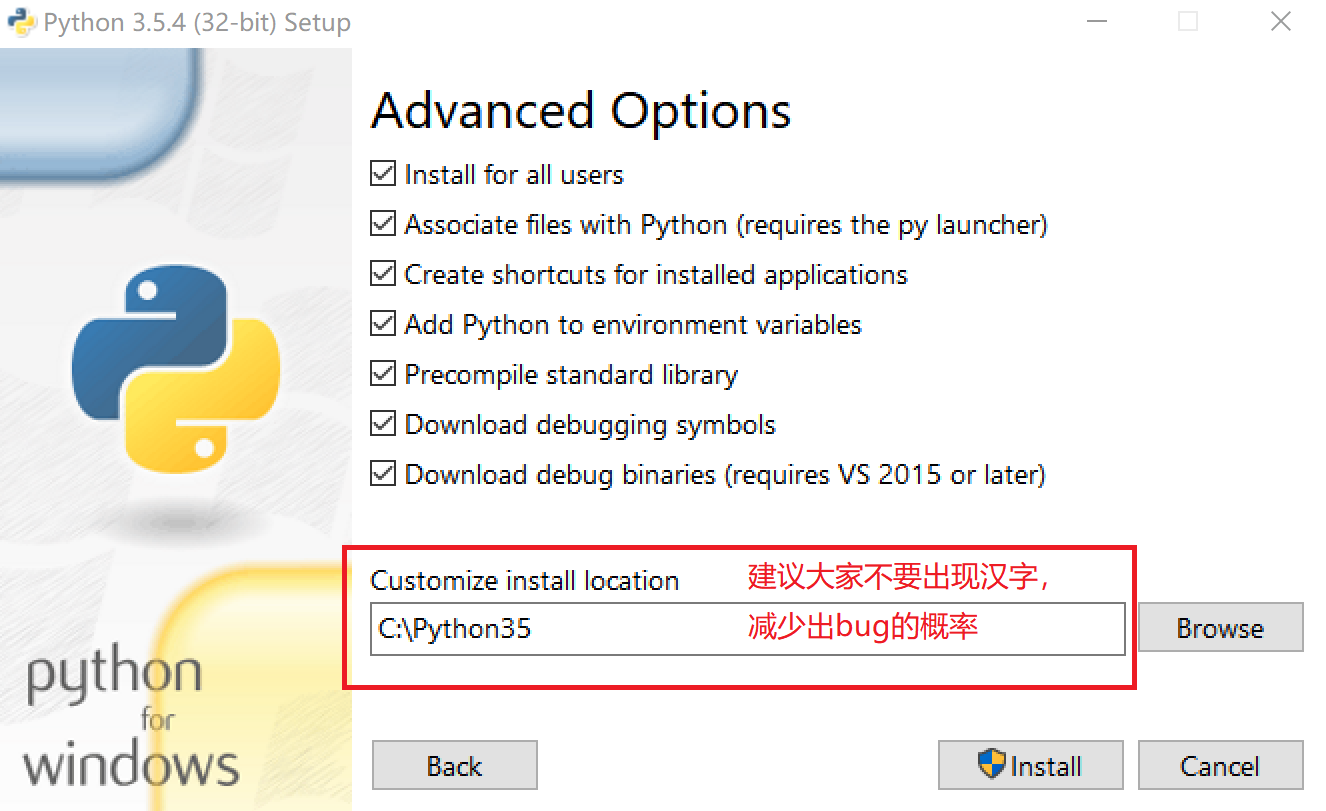 Python 3.5.4 (32-bit) Setup
Advanced Options
Install for all users
Associate files with Python (requires the py launcher)
Create shortcuts for installed applications
Add Python to environment variables
Precompile standard library
Download debugging symbols
Download debug binaries (requires VS 2015 or later)
Customize install location
建议大家不要出现汉字,
C:\Python35
减少出bug的概率
Browse
python
for
windows
Back
Install
Cancel